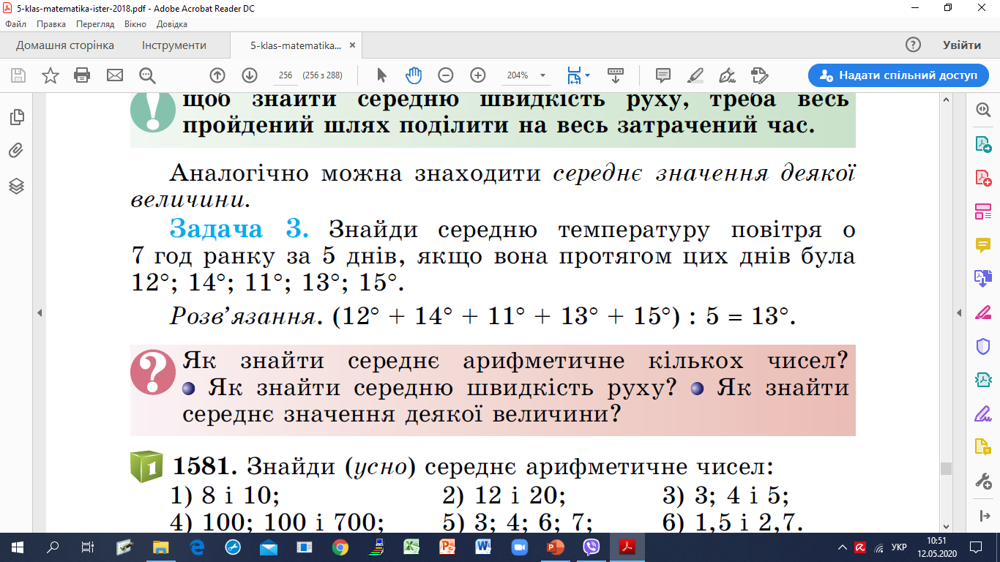 5-klas-matematika-ister-2018.pdf - Adobe Acrobat Reader DC
Файл Правка Перегляд Вікно Довідка
Домашня сторінка Інструменти 5-klas-matematika... × Увійти
256 (256 з 288) 204% Надати спільний доступ
щоб знайти середню швидкість руху, треба весь
пройдений шлях поділити на весь затрачений час.
Аналогічно можна знаходити середнє значення деякої
величини.
Задача 3. Знайди середню температуру повітря о
7 год ранку за 5 днів, якщо вона протягом цих днів була
12°; 14°; 11°; 13°; 15°.
Розв’язання. (12° + 14° + 11° + 13° + 15°) : 5 = 13°.
Як знайти середнє арифметичне кількох чисел?
● Як знайти середню швидкість руху? ● Як знайти
середнє значення деякої величини?
1 1581. Знайди (усно) середнє арифметичне чисел:
1) 8 і 10; 2) 12 і 20; 3) 3; 4 і 5;
4) 100; 100 і 700; 5) 3; 4; 6; 7; 6) 1,5 і 2,7.
УКР 10:51
12.05.2020